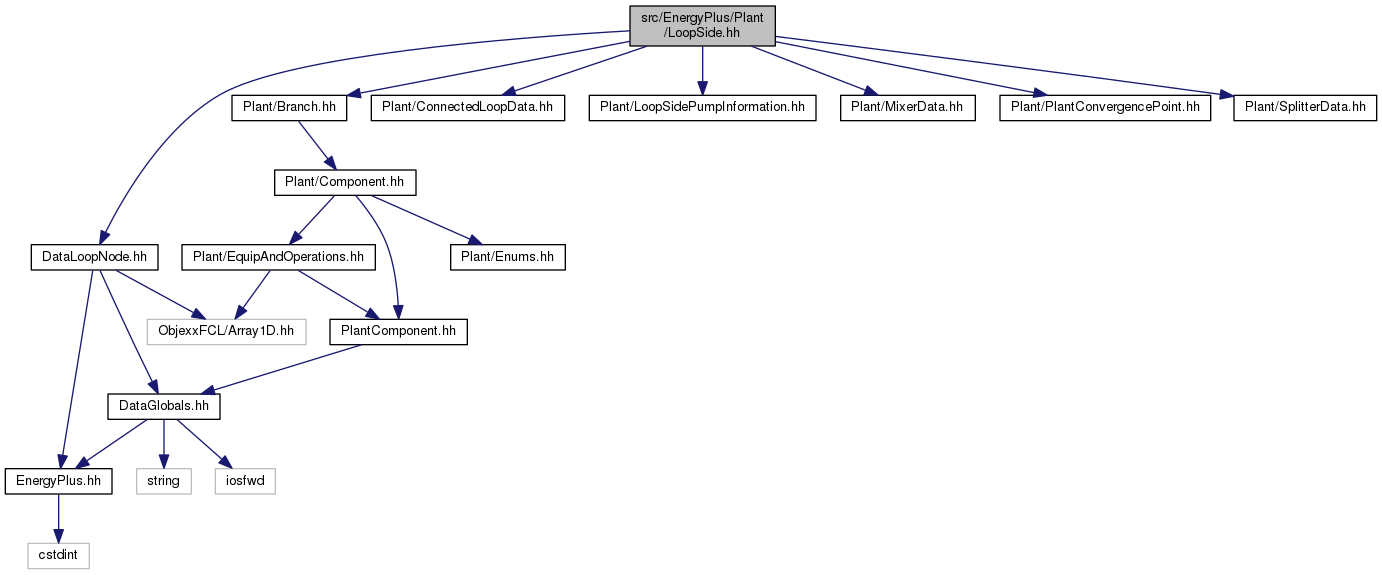 src/EnergyPlus/Plant
/LoopSide.hh
Plant/Branch.hh
Plant/ConnectedLoopData.hh
Plant/LoopSidePumpInformation.hh
Plant/MixerData.hh
Plant/PlantConvergencePoint.hh
Plant/SplitterData.hh
Plant/Component.hh
DataLoopNode.hh
Plant/EquipAndOperations.hh
Plant/Enums.hh
ObjexxFCL/Array1D.hh
PlantComponent.hh
DataGlobals.hh
EnergyPlus.hh
string
iosfwd
cstdint